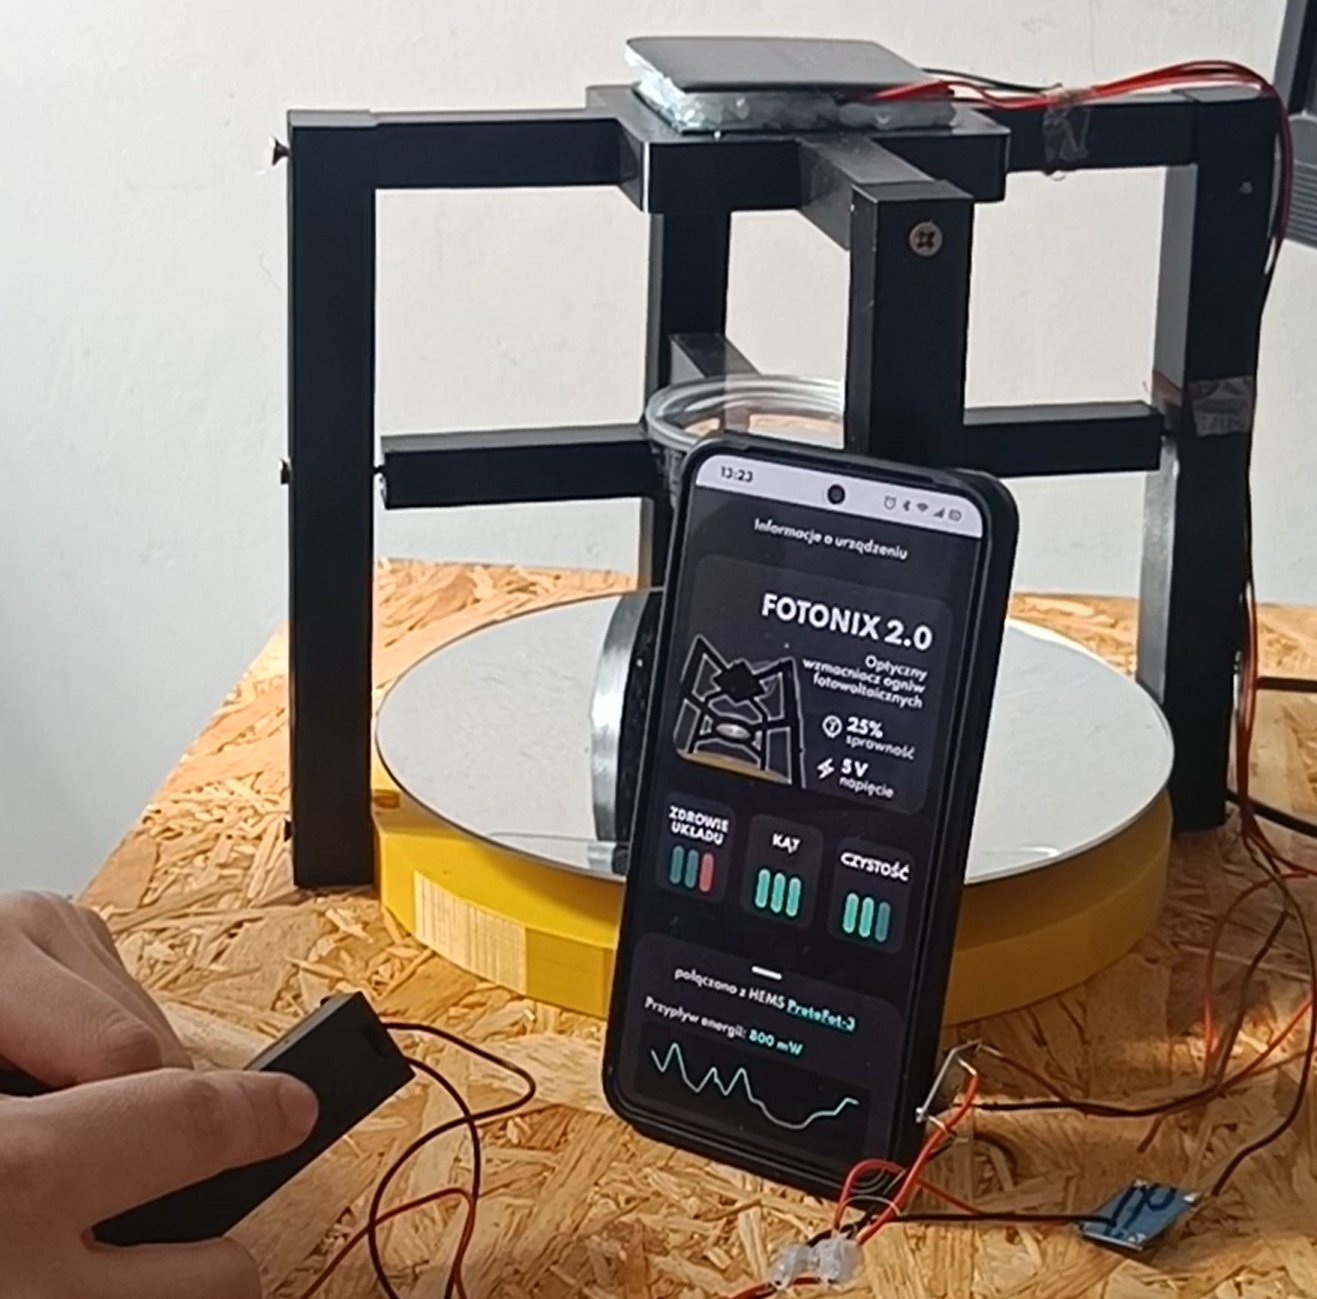 13:23
Informacje o urządzeniu
FOTONIX 2.0
Optyczny
wzmacniacz ogniw
fotowoltaicznych
25%
sprawność
5 V
napięcie
ZDROWIE
UKŁADU
KĄT
CZYSTOŚĆ
połączono z HEMS ProtoFot-3
Przypływ energii: 800 mW